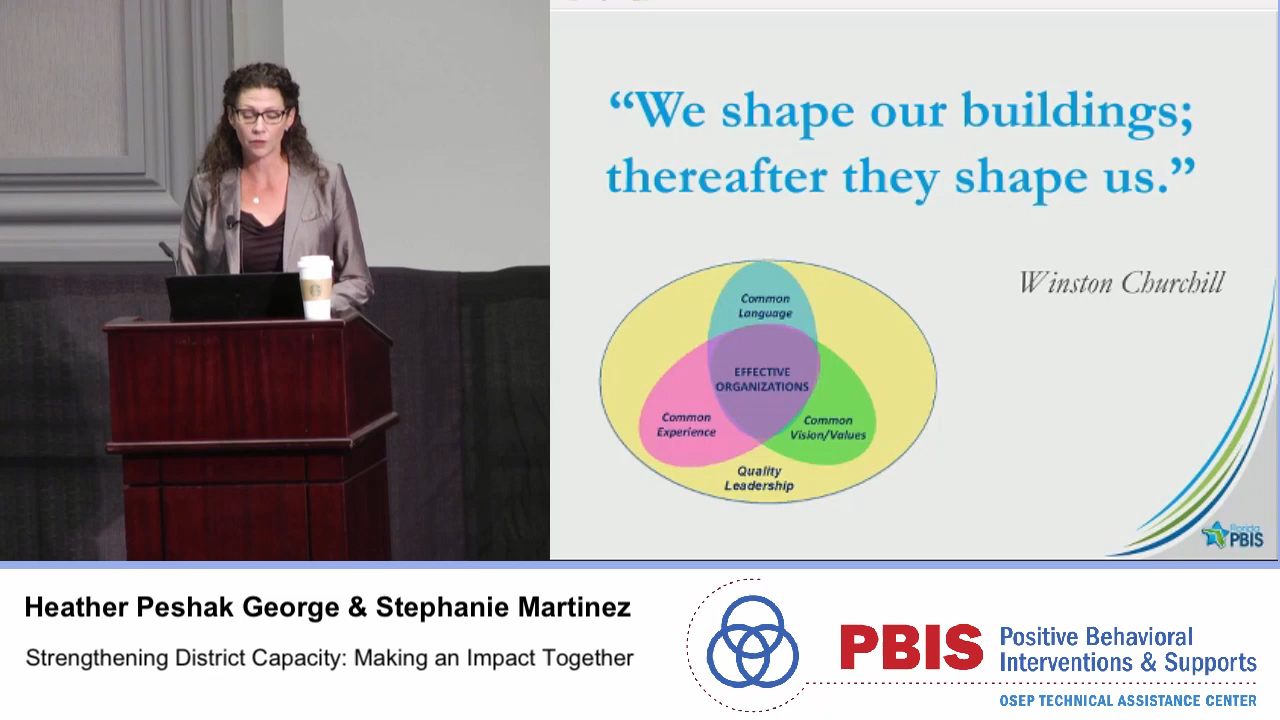 “We shape our buildings;
thereafter they shape us.”
Winston Churchill
Common
Language
EFFECTIVE
ORGANIZATIONS
Common
Experience
Common
Vision/Values
Quality
Leadership
Florida
PBIS
Heather Peshak George & Stephanie Martinez
Strengthening District Capacity: Making an Impact Together
PBIS
Positive Behavioral
Interventions & Supports
OSEP TECHNICAL ASSISTANCE CENTER